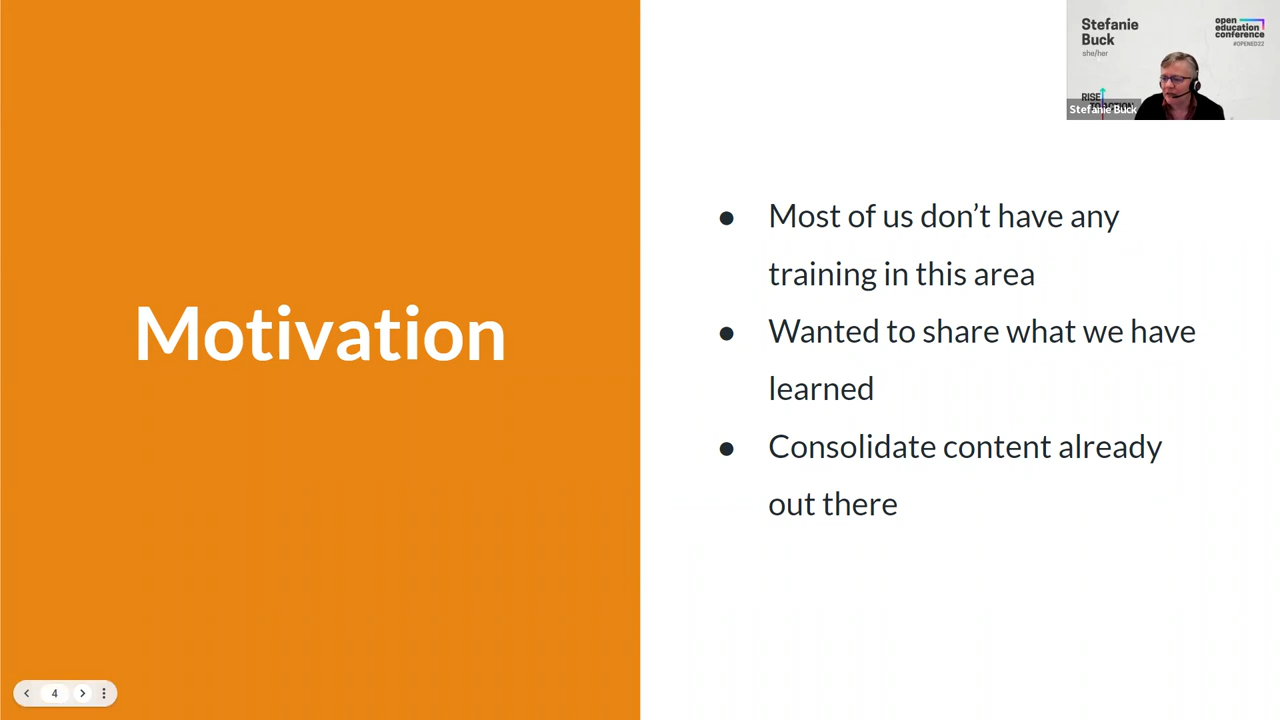 Motivation
● Most of us don’t have any
training in this area
● Wanted to share what we have
learned
● Consolidate content already
out there
Stefanie
Buck
she/her
open
education
conference
#OPENED22
RISE
Stefanie Buck
4